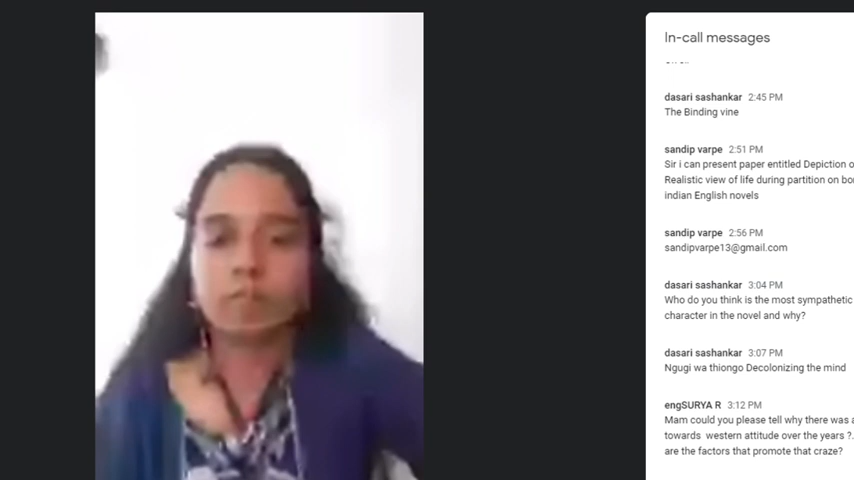 In-call messages
dasari sashankar 2:45 PM
The Binding vine
sandip varpe 2:51 PM
Sir i can present paper entitled Depiction o
Realistic view of life during partition on bo
indian English novels
sandip varpe 2:56 PM
sandipvarpe13@gmail.com
dasari sashankar 3:04 PM
Who do you think is the most sympathetic
character in the novel and why?
dasari sashankar 3:07 PM
Ngugi wa thiongo Decolonizing the mind
engSURYA R 3:12 PM
Mam could you please tell why there was a
towards western attitude over the years ?.
are the factors that promote that craze?